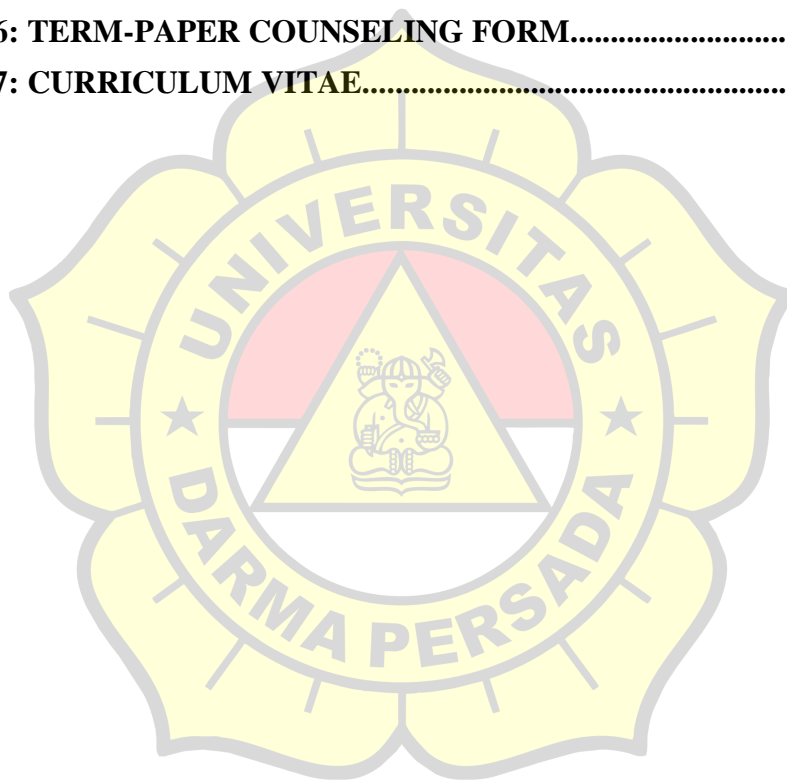 6: TERM-PAPER COUNSELING FORM...........................
7: CURRICULUM VITAE.....................................................
UNIVERSITAS
DARMA PERSADA